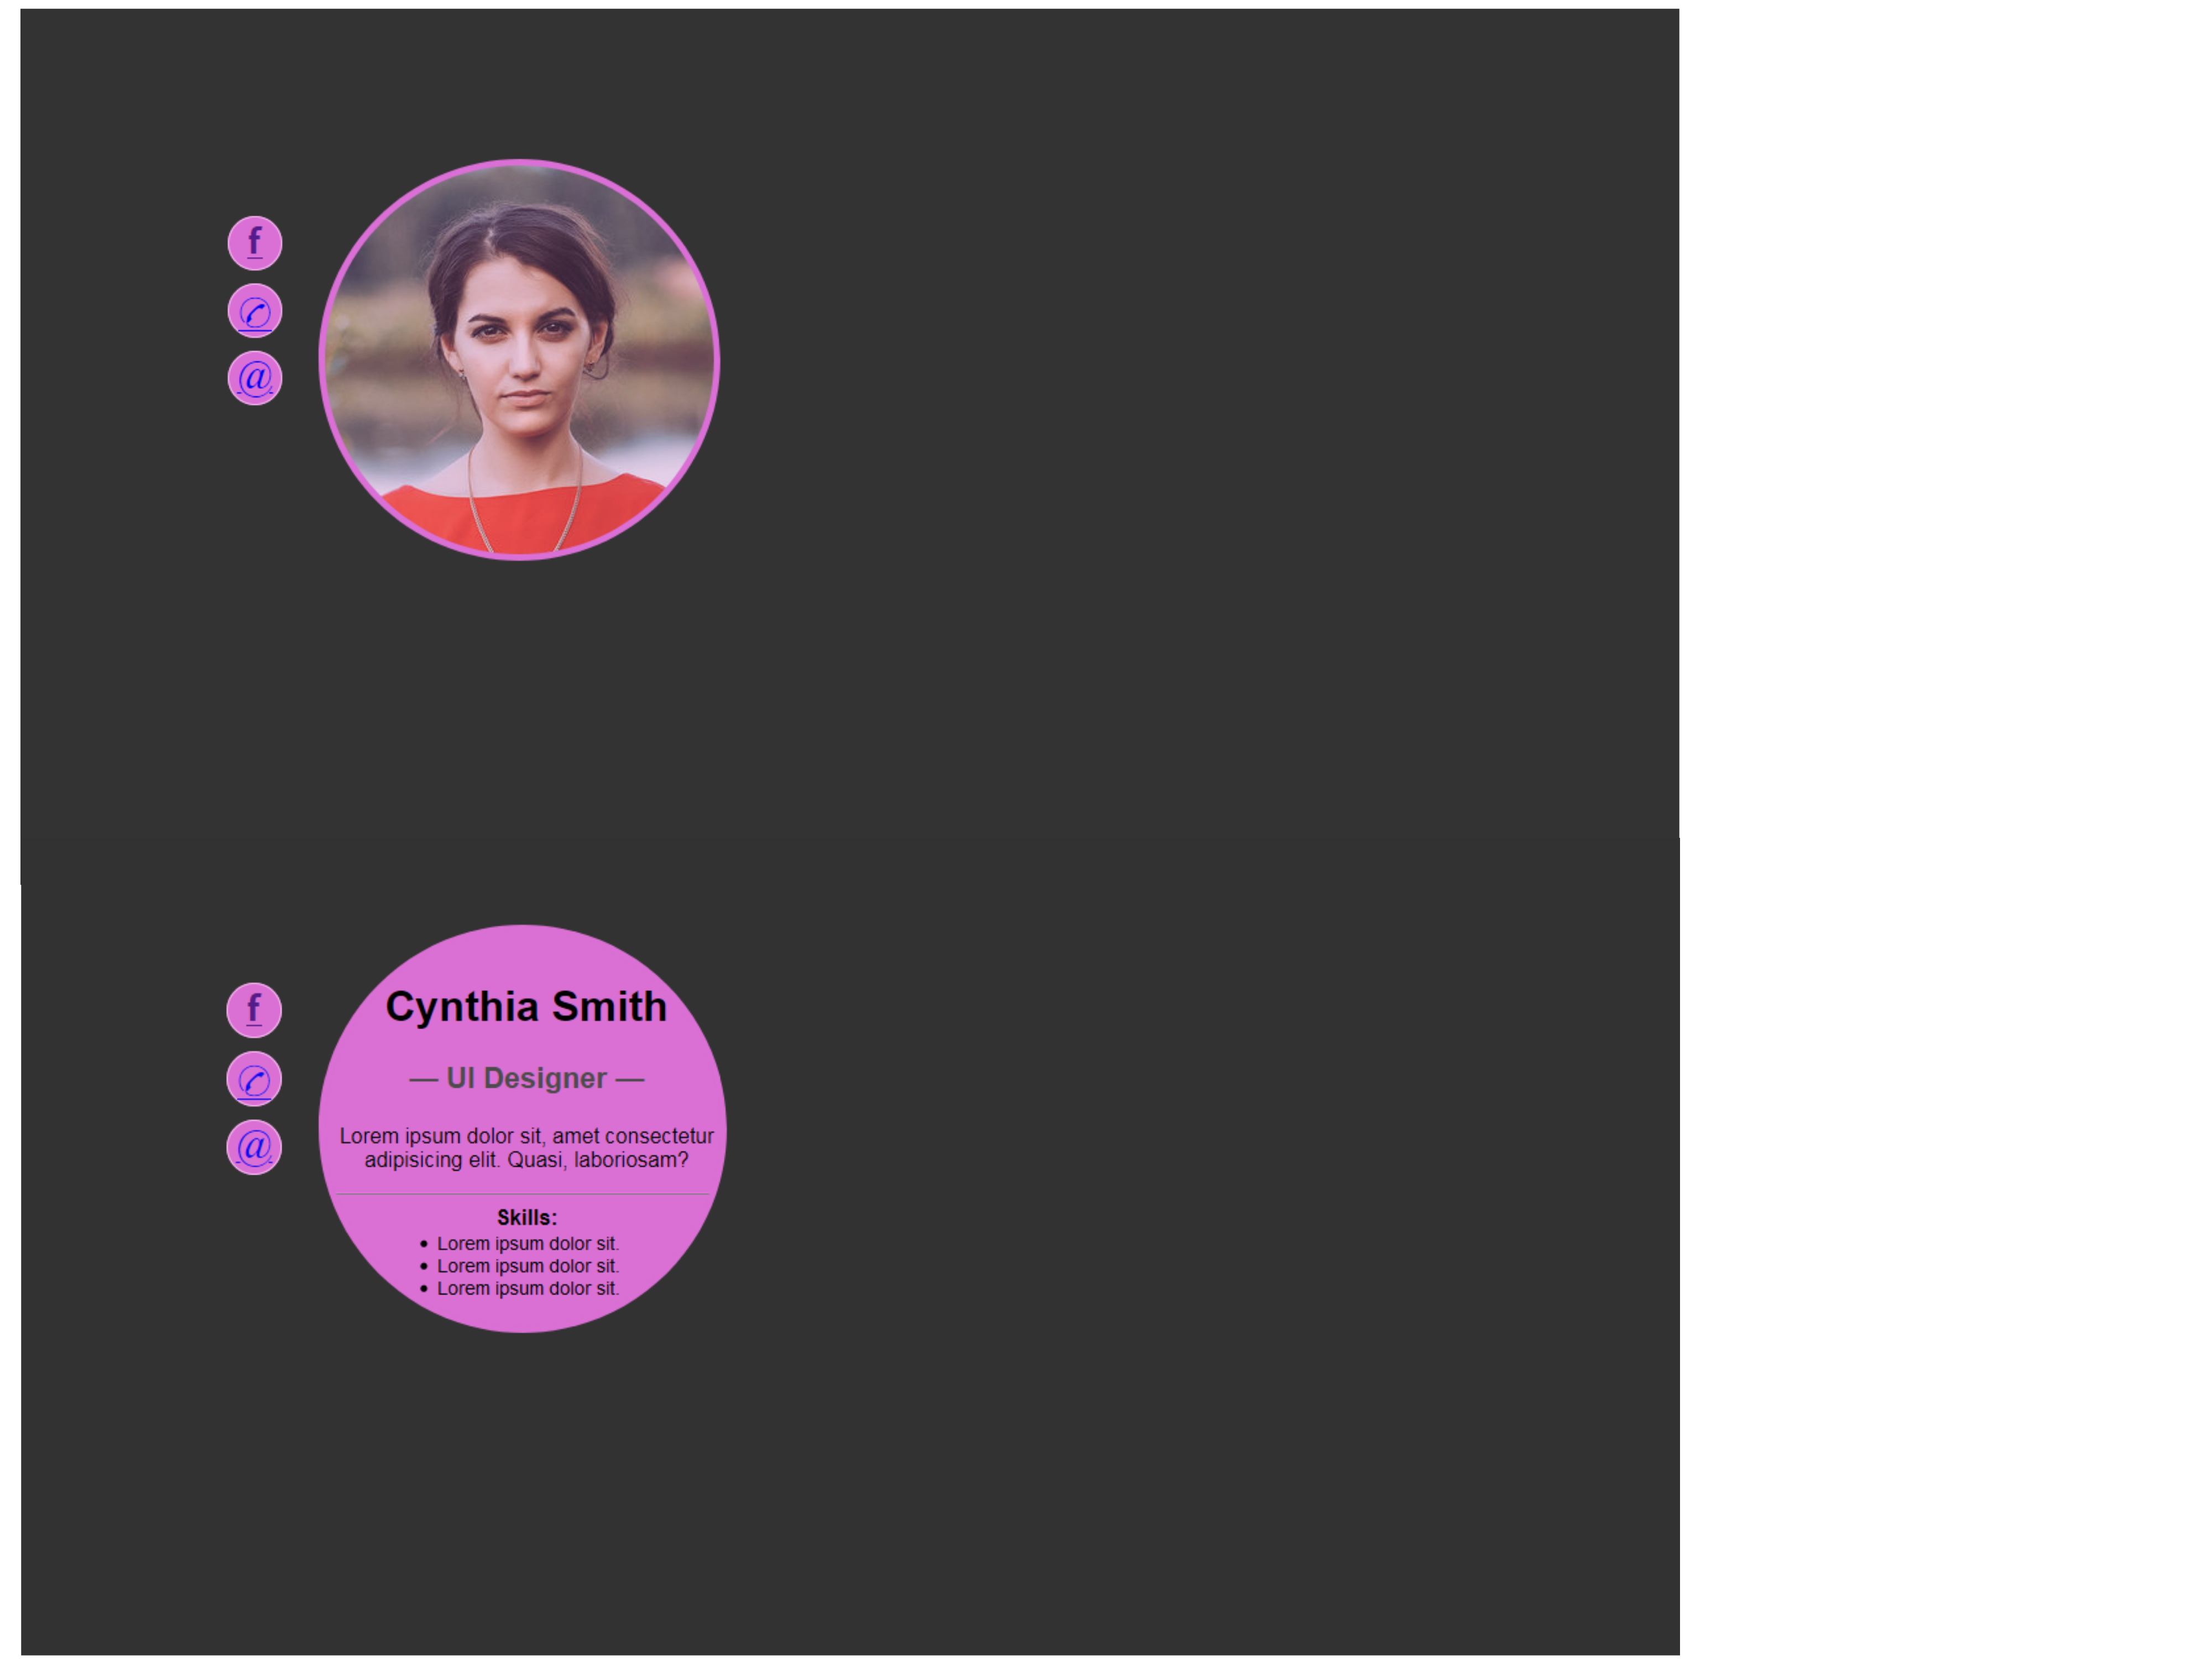 f
✆
@
f
✆
@
Cynthia Smith
— UI Designer —
Lorem ipsum dolor sit, amet consectetur
adipisicing elit. Quasi, laboriosam?
Skills:
• Lorem ipsum dolor sit.
• Lorem ipsum dolor sit.
• Lorem ipsum dolor sit.